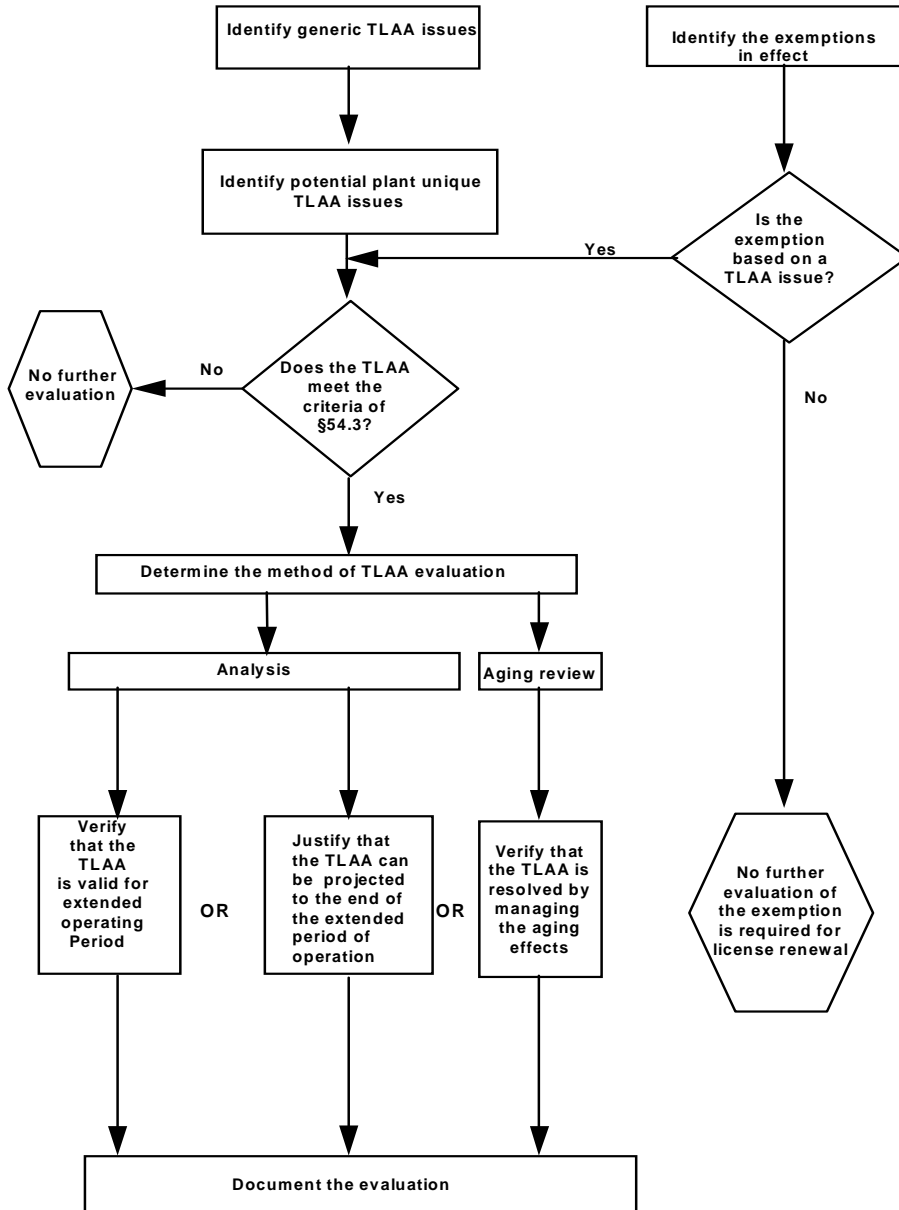 Identify generic TLAA issues
Identify the exemptions
in effect
Identify potential plant unique
TLAA issues
Is the
exemption
based on a
TLAA issue?
Yes
No further
evaluation
No
Does the TLAA
meet the
criteria of
§54.3?
No
Yes
Determine the method of TLAA evaluation
Analysis
Aging review
Verify
that the
TLAA
is valid for
extended
operating
Period
OR
Justify that
the TLAA can
be projected
to the end of
the extended
period of
operation
OR
Verify that
the TLAA is
resolved by
managing
the aging
effects
No further
evaluation of
the exemption
is required for
license renewal
Document the evaluation